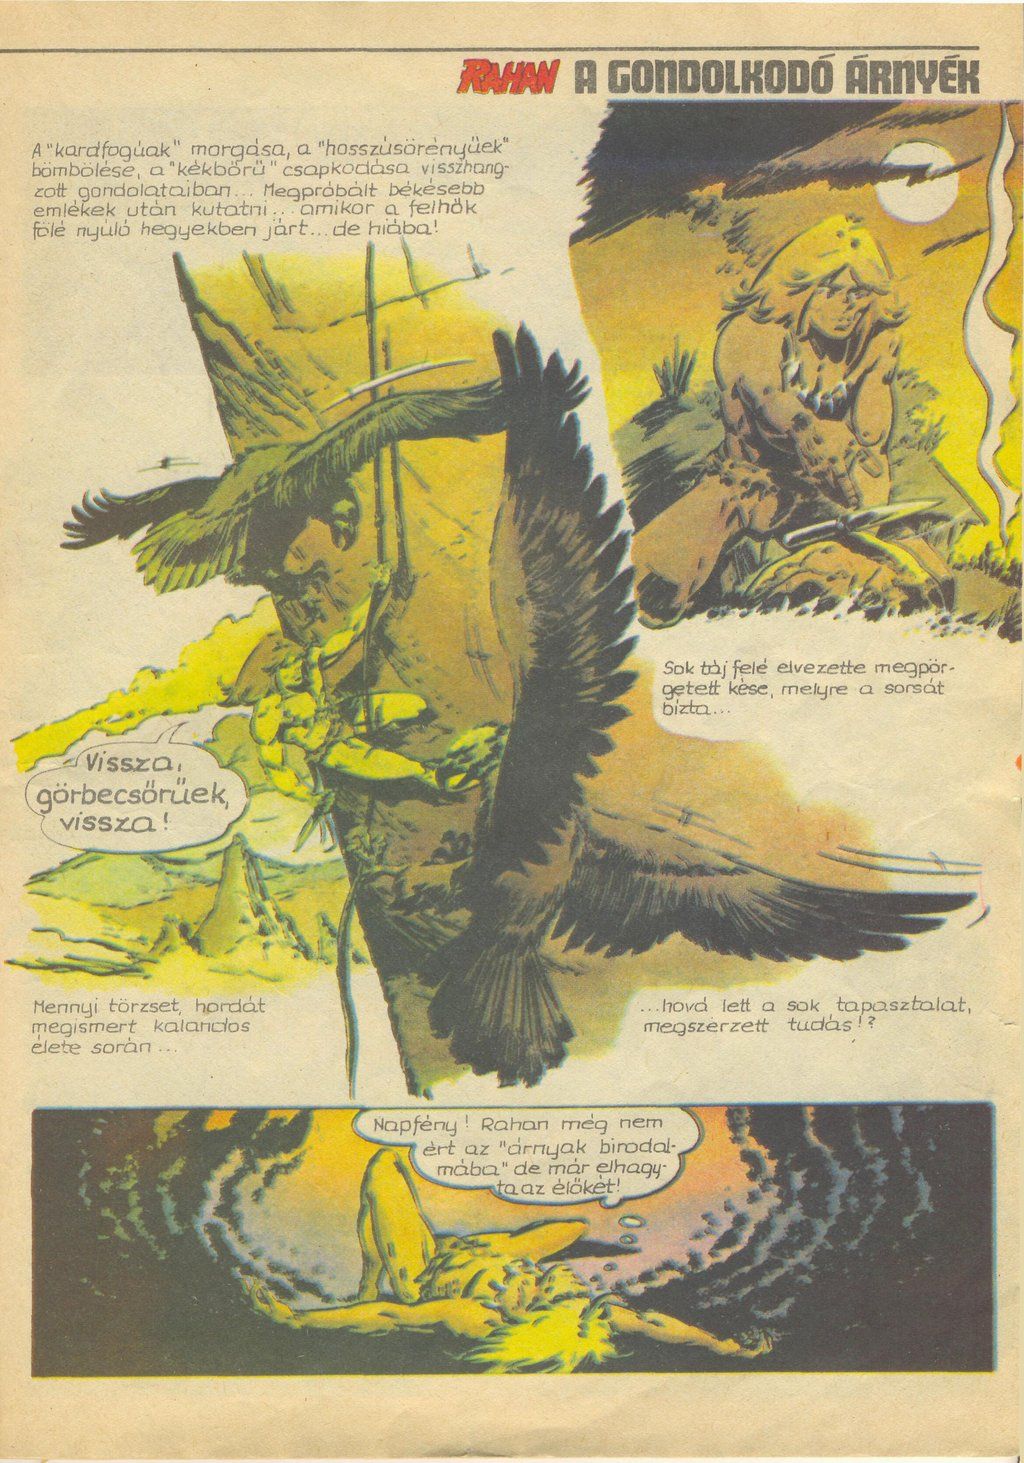 RAHAN A GONDOLKODÓ ÁRNYÉK
A "kardfogúak" morgása, a "hosszúsörényűek"
bömbölése, a "kékbőrű" csapkodása visszhang-
zott gondolataiban... Megpróbált békésebb
emlékek után kutatni... amikor a felhők
fölé nyúló hegyekben járt... de hiába!
Sok táj felé elvezette megpör-
getett kése, melyre a sorsát
bízta...
Vissza,
görbecsőrűek,
vissza!
Mennyi törzset, hordát
megismert kalandos
élete során...
...hová lett a sok tapasztalat,
megszerzett tudás!?
Napfény! Rahan még nem
ért az "árnyak birodal-
mába" de már elhagy-
ta az élőket!